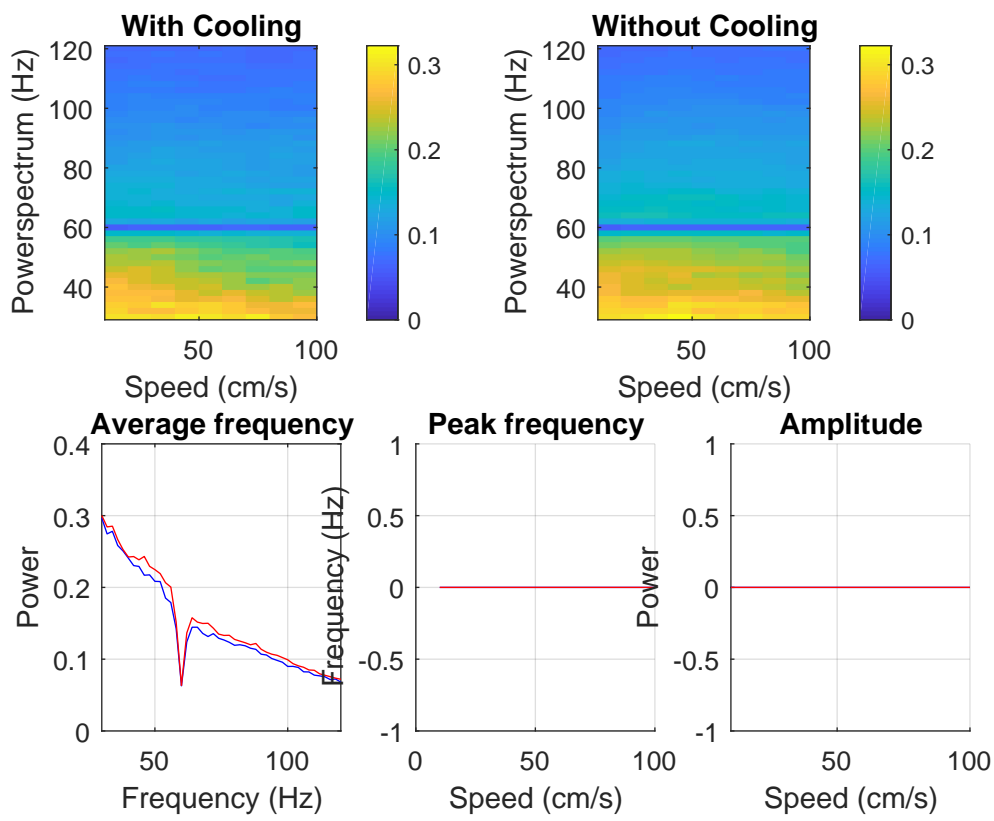 With Cooling
Powerspectrum (Hz)
120
100
80
60
40
50
100
Speed (cm/s)
0.3
0.2
0.1
0
Without Cooling
Powerspectrum (Hz)
120
100
80
60
40
50
100
Speed (cm/s)
0.3
0.2
0.1
0
Average frequency
Power
0.4
0.3
0.2
0.1
0
50
100
Frequency (Hz)
Peak frequency
Frequency (Hz)
1
0.5
0
-0.5
-1
0
50
100
Speed (cm/s)
Amplitude
Power
1
0.5
0
-0.5
-1
50
100
Speed (cm/s)